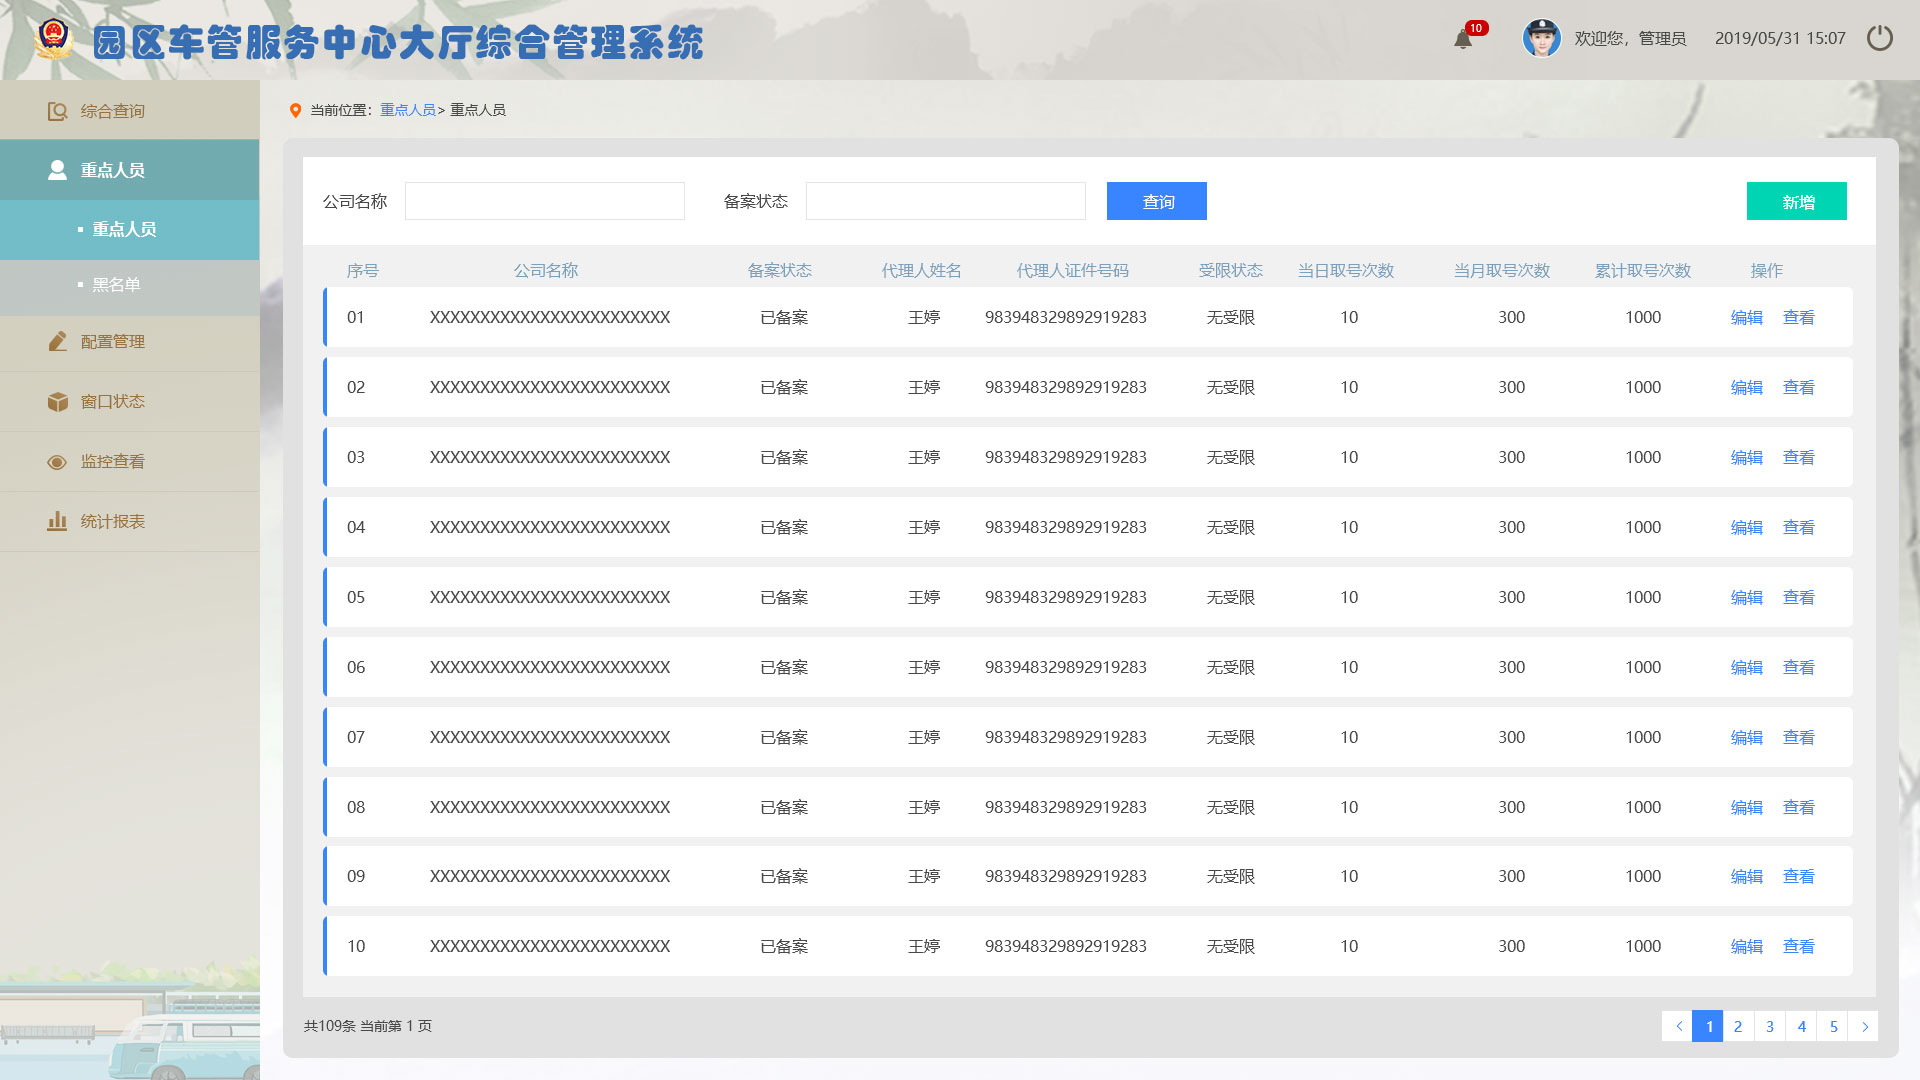 园区车管服务中心大厅综合管理系统
10
欢迎您，管理员
2019/05/31 15:07
综合查询
重点人员
重点人员
黑名单
配置管理
窗口状态
监控查看
统计报表
当前位置：重点人员> 重点人员
公司名称 备案状态 查询 新增
序号 公司名称 备案状态 代理人姓名 代理人证件号码 受限状态 当日取号次数 当月取号次数 累计取号次数 操作
01 XXXXXXXXXXXXXXXXXXXXXXXX 已备案 王婷 983948329892919283 无受限 10 300 1000 编辑 查看
02 XXXXXXXXXXXXXXXXXXXXXXXX 已备案 王婷 983948329892919283 无受限 10 300 1000 编辑 查看
03 XXXXXXXXXXXXXXXXXXXXXXXX 已备案 王婷 983948329892919283 无受限 10 300 1000 编辑 查看
04 XXXXXXXXXXXXXXXXXXXXXXXX 已备案 王婷 983948329892919283 无受限 10 300 1000 编辑 查看
05 XXXXXXXXXXXXXXXXXXXXXXXX 已备案 王婷 983948329892919283 无受限 10 300 1000 编辑 查看
06 XXXXXXXXXXXXXXXXXXXXXXXX 已备案 王婷 983948329892919283 无受限 10 300 1000 编辑 查看
07 XXXXXXXXXXXXXXXXXXXXXXXX 已备案 王婷 983948329892919283 无受限 10 300 1000 编辑 查看
08 XXXXXXXXXXXXXXXXXXXXXXXX 已备案 王婷 983948329892919283 无受限 10 300 1000 编辑 查看
09 XXXXXXXXXXXXXXXXXXXXXXXX 已备案 王婷 983948329892919283 无受限 10 300 1000 编辑 查看
10 XXXXXXXXXXXXXXXXXXXXXXXX 已备案 王婷 983948329892919283 无受限 10 300 1000 编辑 查看
共109条 当前第 1 页
< 1 2 3 4 5 >